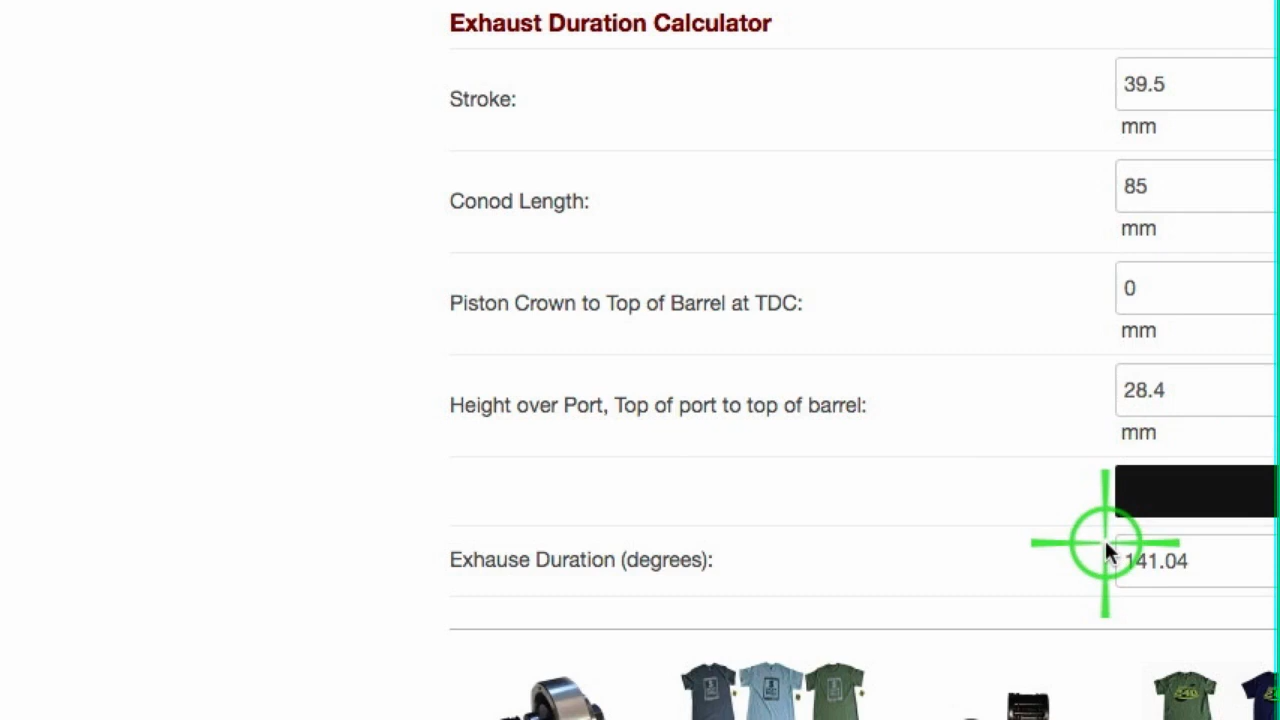 Exhaust Duration Calculator
Stroke:
39.5
mm
Conod Length:
85
mm
Piston Crown to Top of Barrel at TDC:
0
mm
Height over Port, Top of port to top of barrel:
28.4
mm
Exhause Duration (degrees):
141.04